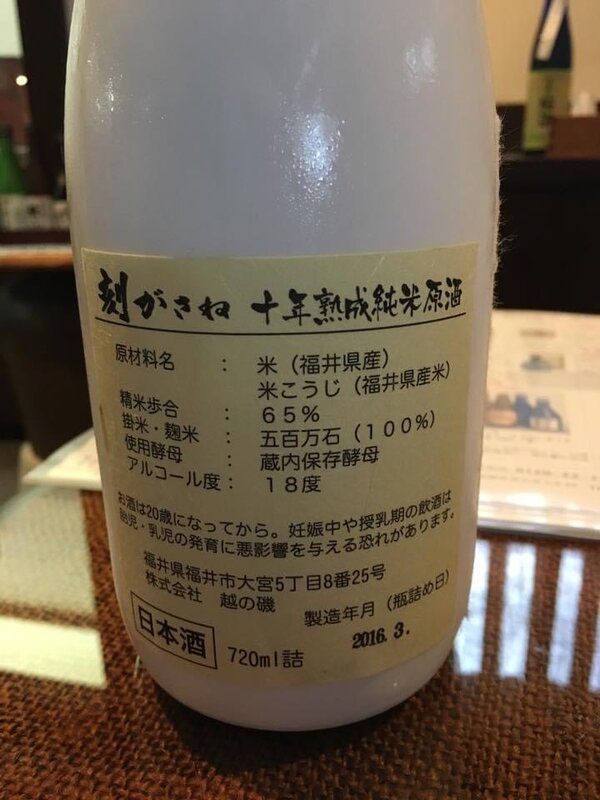 刻がさね 十年熟成純米原酒
原材料名 : 米(福井県産)
米こうじ(福井県産米)
精米歩合 : 65%
掛米・麹米 : 五百万石(100%)
使用酵母 : 蔵内保存酵母
アルコール度: 18度
お酒は20歳になってから。妊娠中や授乳期の飲酒は
胎児・乳児の発育に悪影響を与える恐れがあります。
福井県福井市大宮5丁目8番25号
株式会社 越の磯
製造年月(瓶詰め日)
日本酒 720ml詰 2016. 3.